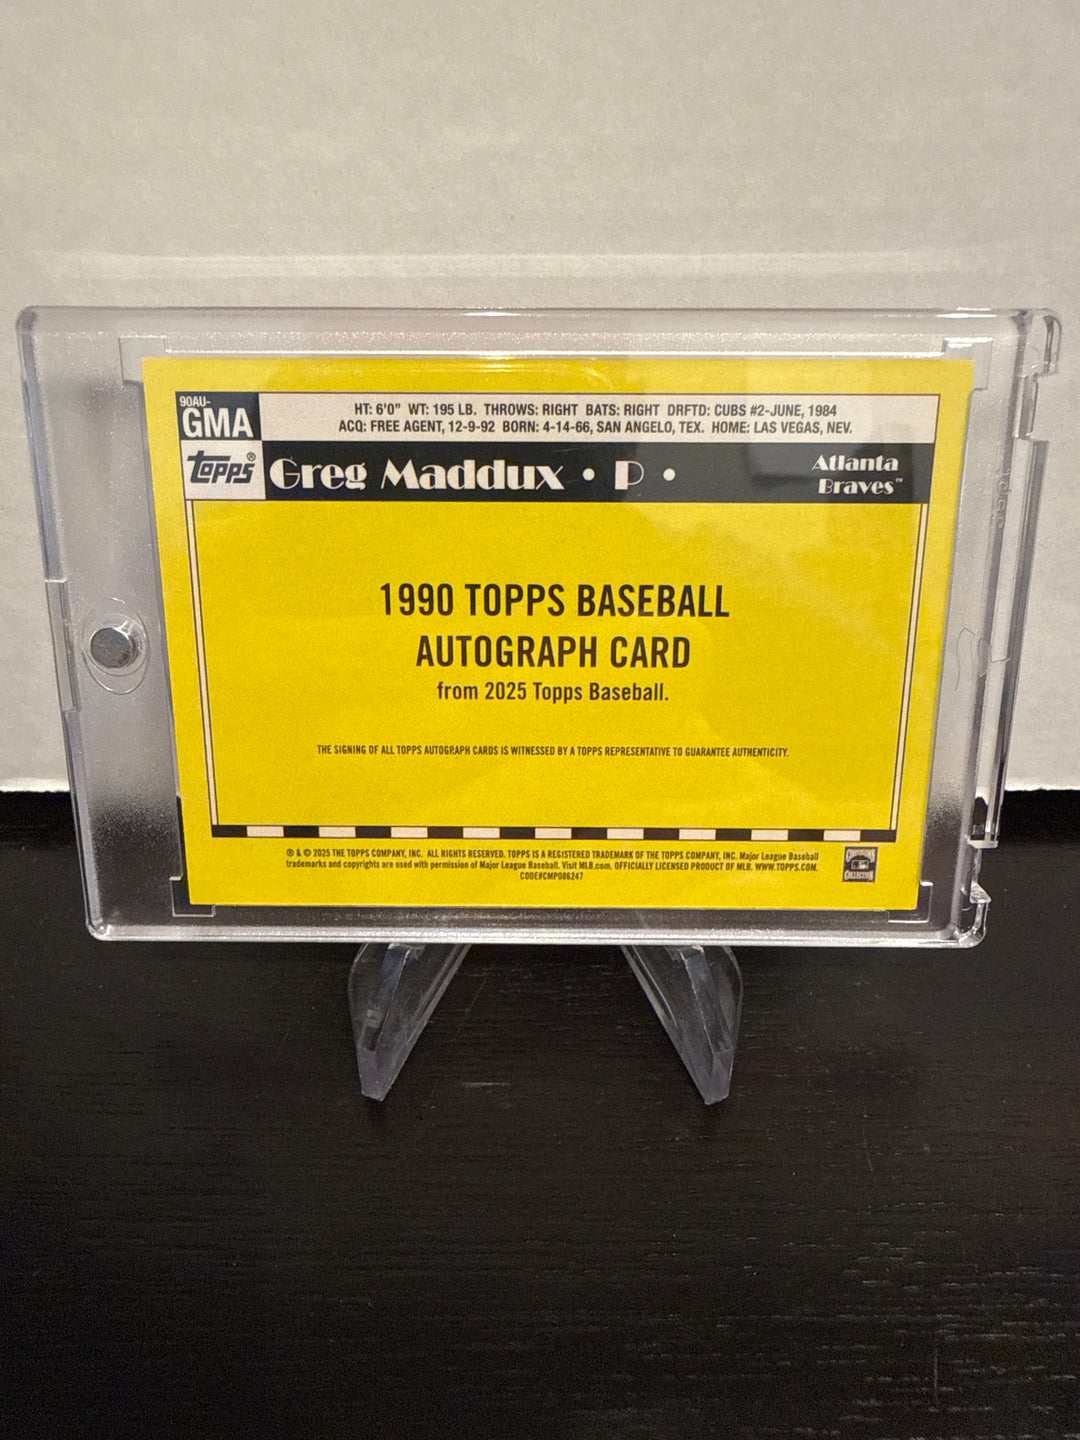 90AU-
GMA
HT: 6'0" WT: 195 LB. THROWS: RIGHT BATS: RIGHT DRFTD: CUBS #2-JUNE, 1984
ACQ: FREE AGENT, 12-9-92 BORN: 4-14-66, SAN ANGELO, TEX. HOME: LAS VEGAS, NEV.
topps®
Greg Maddux • P •
Atlanta
Braves™
1990 TOPPS BASEBALL
AUTOGRAPH CARD
from 2025 Topps Baseball.
THE SIGNING OF ALL TOPPS AUTOGRAPH CARDS IS WITNESSED BY A TOPPS REPRESENTATIVE TO GUARANTEE AUTHENTICITY.
® & © 2025 THE TOPPS COMPANY, INC. ALL RIGHTS RESERVED. TOPPS IS A REGISTERED TRADEMARK OF THE TOPPS COMPANY, INC. Major League Baseball
trademarks and copyrights are used with permission of Major League Baseball. Visit MLB.com. OFFICIALLY LICENSED PRODUCT OF MLB. WWW.TOPPS.COM.
CODE#CMP086247
COOPERSTOWN
COLLECTION